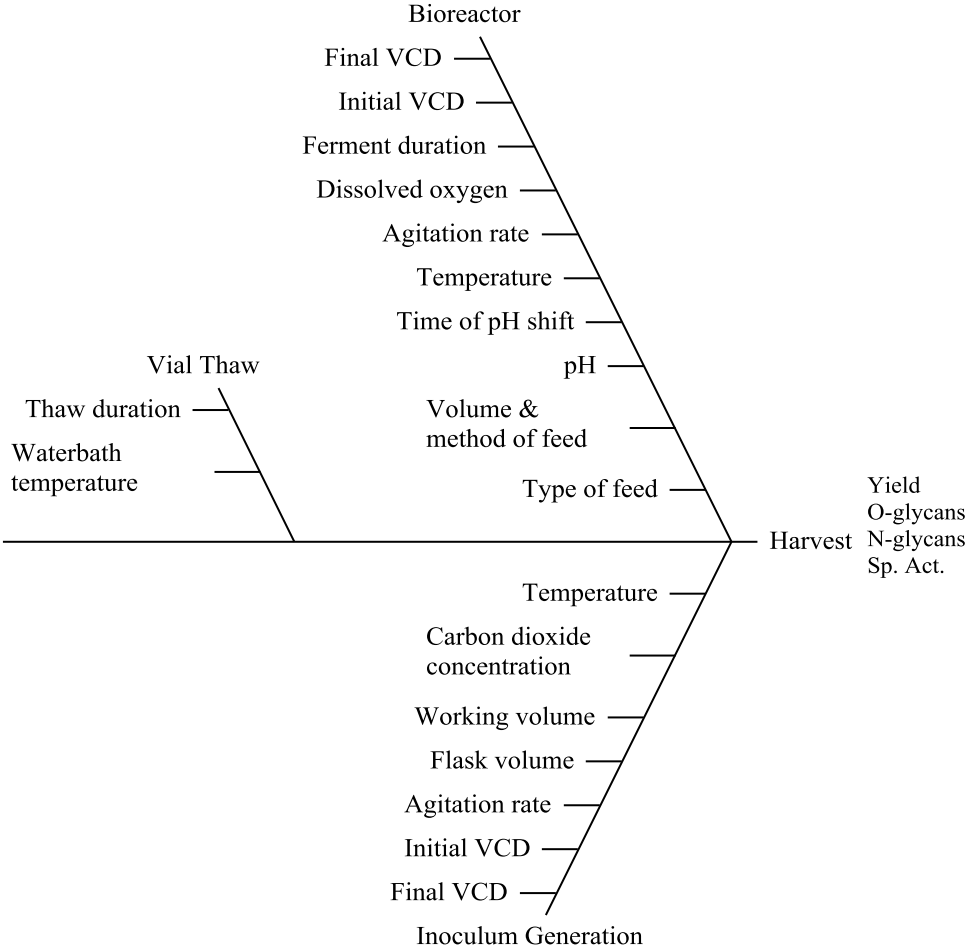 Bioreactor
Final VCD
Initial VCD
Ferment duration
Dissolved oxygen
Agitation rate
Temperature
Time of pH shift
pH
Volume &
method of feed
Type of feed
Vial Thaw
Thaw duration
Waterbath
temperature
Harvest
Yield
O-glycans
N-glycans
Sp. Act.
Temperature
Carbon dioxide
concentration
Working volume
Flask volume
Agitation rate
Initial VCD
Final VCD
Inoculum Generation